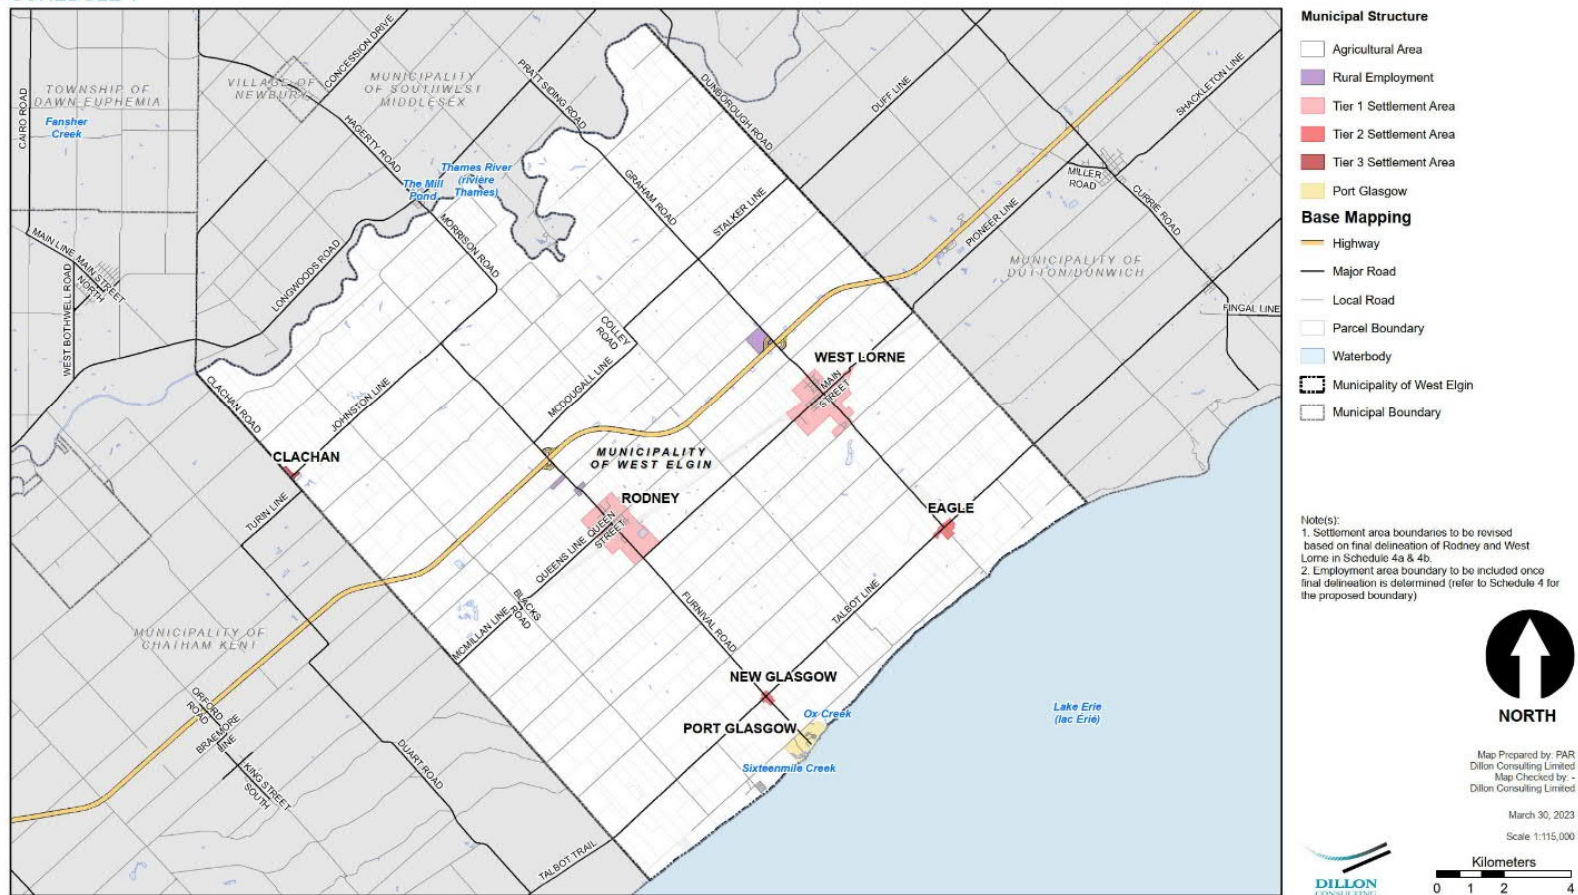 TOWNSHIP OF
DAWN-EUPHEMIA
Fansher
Creek
CAIRO ROAD
VILLAGE OF
NEWBURY
CONCESSION DRIVE
MUNICIPALITY
OF SOUTHWEST
MIDDLESEX
PRATT SIDING ROAD
DUNBOROUGH ROAD
DUFF LINE
SHACKLETON LINE
HAGERTY ROAD
Thames River
(rivière
Thames)
The Mill
Pond
MILLER
ROAD
CURRIE ROAD
GRAHAM ROAD
STALKER LINE
PIONEER LINE
MORRISON ROAD
MUNICIPALITY OF
DUTTON/DUNWICH
MAIN LINE
MAIN STREET
NORTH
WEST BOTHWELL ROAD
LONGWOODS ROAD
FINGAL LINE
COLLEY
ROAD
WEST LORNE
MAIN
STREET
CLACHAN ROAD
JOHNSTON LINE
MCDOUGALL LINE
CLACHAN
MUNICIPALITY
OF WEST ELGIN
TURIN LINE
RODNEY
QUEEN
STREET
QUEENS LINE
EAGLE
BLACKS
ROAD
MCMILLAN LINE
FURNIVAL ROAD
TALBOT LINE
MUNICIPALITY OF
CHATHAM KENT
NEW GLASGOW
Ox Creek
PORT GLASGOW
Sixteenmile Creek
Lake Erie
(lac Érié)
ORFORD
ROAD
BRAEMORE
LINE
KING STREET
SOUTH
DUART ROAD
TALBOT TRAIL
Municipal Structure
Agricultural Area
Rural Employment
Tier 1 Settlement Area
Tier 2 Settlement Area
Tier 3 Settlement Area
Port Glasgow
Base Mapping
Highway
Major Road
Local Road
Parcel Boundary
Waterbody
Municipality of West Elgin
Municipal Boundary
Note(s):
1. Settlement area boundaries to be revised
based on final delineation of Rodney and West
Lorne in Schedule 4a & 4b.
2. Employment area boundary to be included once
final delineation is determined (refer to Schedule 4 for
the proposed boundary)
NORTH
Map Prepared by: PAR
Dillon Consulting Limited
Map Checked by: -
Dillon Consulting Limited
March 30, 2023
Scale 1:115,000
DILLON
CONSULTING
Kilometers
0 1 2 4